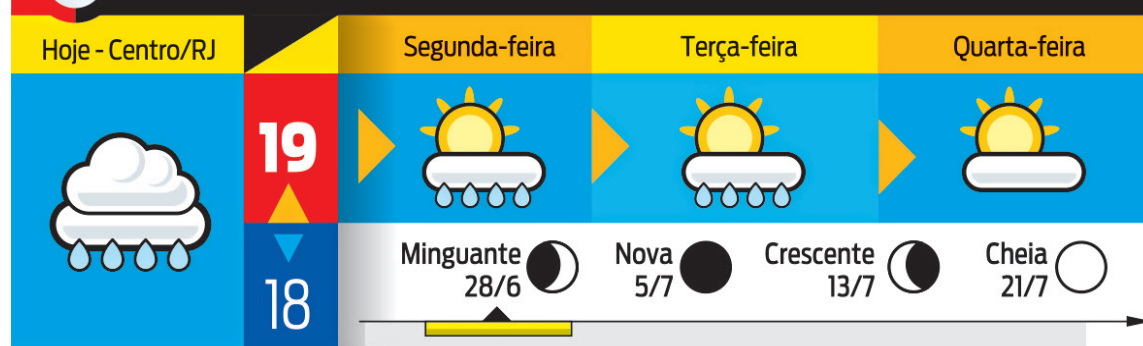 Hoje - Centro/RJ
Segunda-feira
Terça-feira
Quarta-feira
19
18
Minguante
28/6
Nova
5/7
Crescente
13/7
Cheia
21/7